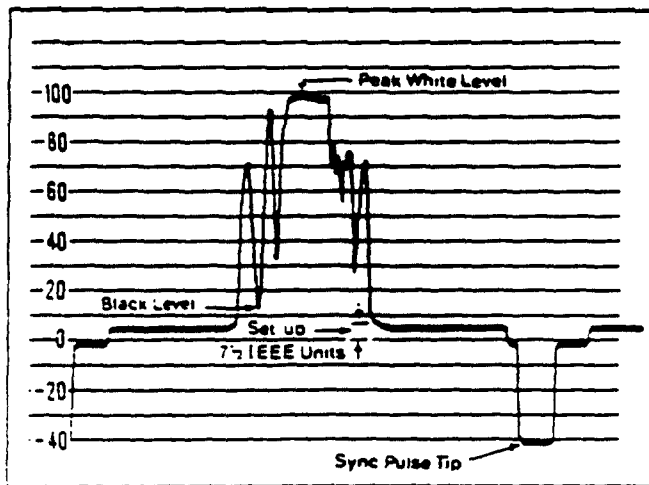 Peak White Level
-100
-80
-60
-40
-20
Black Level
Set up
0
7½ IEEE Units
-20
-40
Sync Pulse Tip